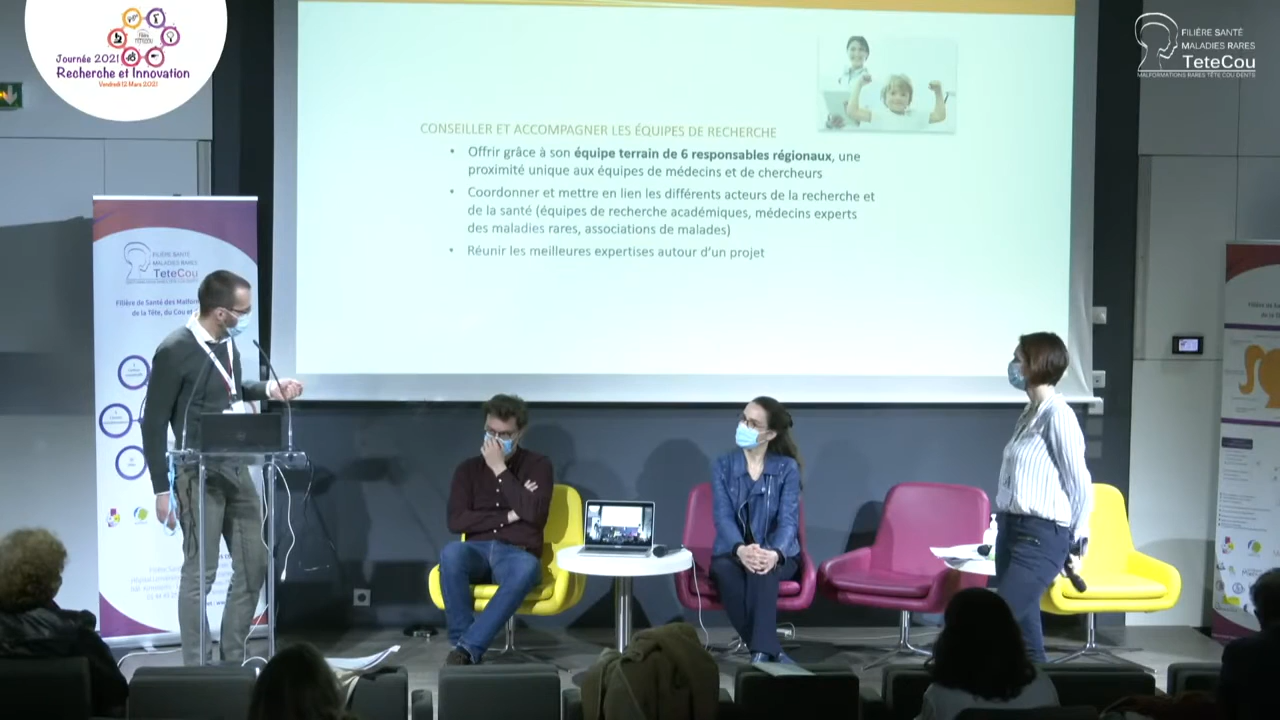 Journée 2021
Recherche et Innovation
Vendredi 12 Mars 2021
FILIÈRE SANTÉ
MALADIES RARES
TeteCou
MALFORMATIONS RARES TÊTE COU DENTS
CONSEILLER ET ACCOMPAGNER LES ÉQUIPES DE RECHERCHE
• Offrir grâce à son équipe terrain de 6 responsables régionaux, une
proximité unique aux équipes de médecins et de chercheurs
• Coordonner et mettre en lien les différents acteurs de la recherche et
de la santé (équipes de recherche académiques, médecins experts
des maladies rares, associations de malades)
• Réunir les meilleures expertises autour d'un projet
FILIÈRE SANTÉ
MALADIES RARES
TeteCou
Filière de Santé des Malfor
de la Tête, du Cou et